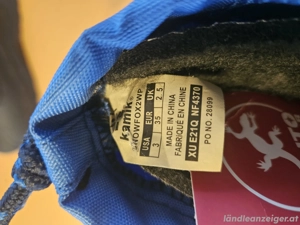 kamik
SNOWFOX2WP
USA EUR UK
3 35 2.5
MADE IN CHINA
FABRIQUÉ EN CHINE
XU E21Q NF4370
PO NO. 28099
ländleanzeiger.at